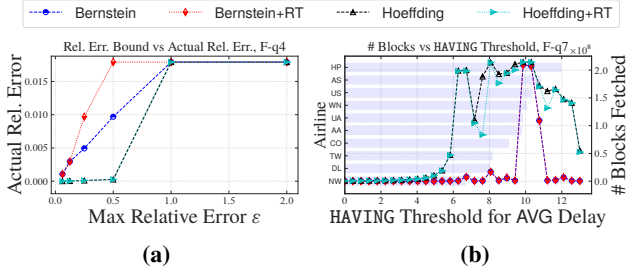 Bernstein Bernstein+RT Hoeffding Hoeffding+RT
Rel. Err. Bound vs Actual Rel. Err., F-q4
Actual Rel. Error
0.015
0.010
0.005
0.000
0.0 0.5 1.0 1.5 2.0
Max Relative Error ε
(a)
# Blocks vs HAVING Threshold, F-q7 ×10⁸
Airline
HP
AS
US
WN
UA
AA
CO
TW
DL
NW
0 1 2 3 4 5 6 7 8 9 10 11 12 13
2.0
1.5
1.0
0.5
0.0
# Blocks Fetched
HAVING Threshold for AVG Delay
(b)